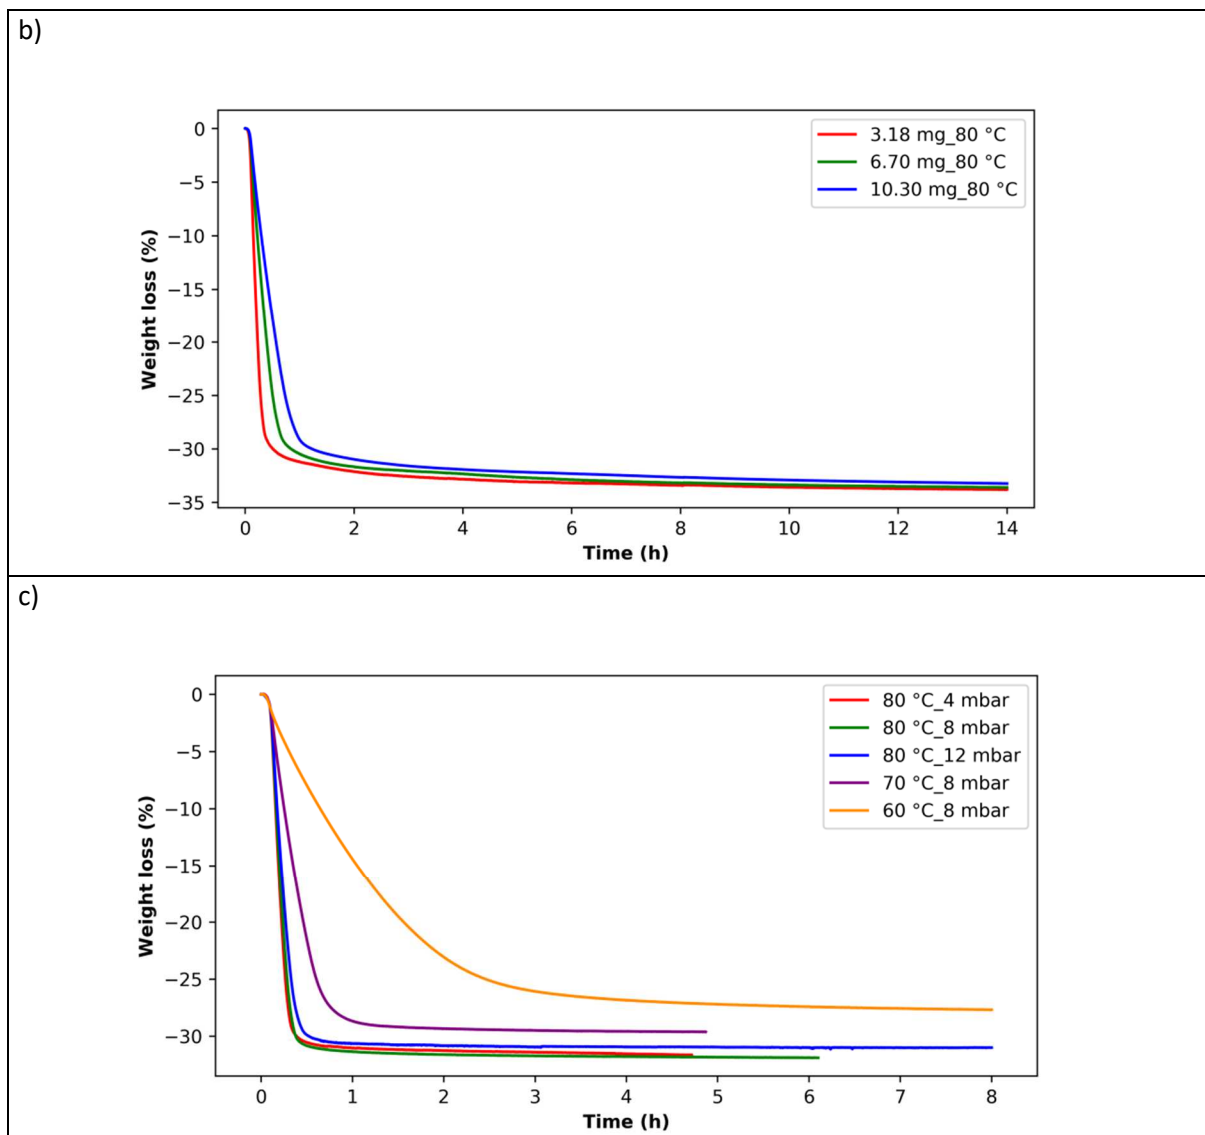 b)
0
−5
−10
−15
−20
−25
−30
−35
Weight loss (%)
3.18 mg_80 °C
6.70 mg_80 °C
10.30 mg_80 °C
0 2 4 6 8 10 12 14
Time (h)
c)
0
−5
−10
−15
−20
−25
−30
Weight loss (%)
80 °C_4 mbar
80 °C_8 mbar
80 °C_12 mbar
70 °C_8 mbar
60 °C_8 mbar
0 1 2 3 4 5 6 7 8
Time (h)